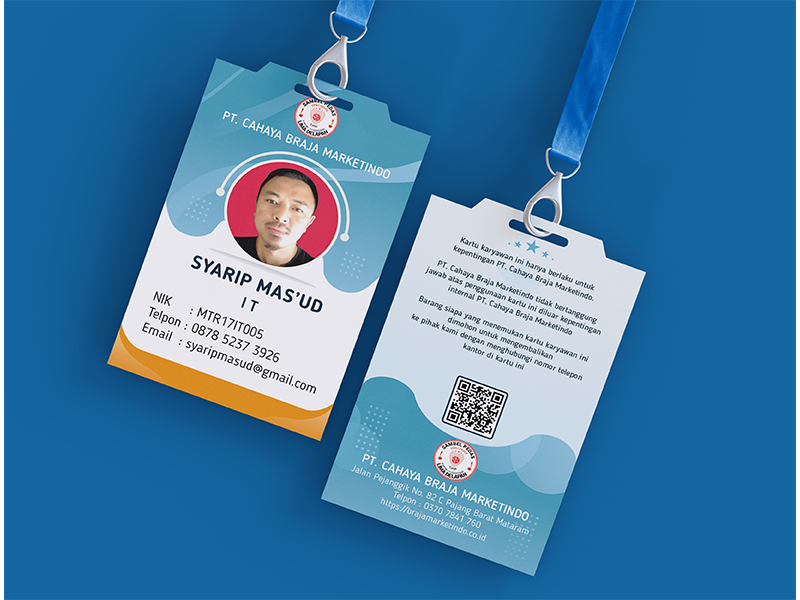 SAMBEL PEDAS
LIMA DELAPAN
PT. CAHAYA BRAJA MARKETINDO
SYARIP MAS'UD
IT
NIK : MTR17IT005
Telpon : 0878 5237 3926
Email : syaripmasud@gmail.com
Kartu karyawan ini hanya berlaku untuk
kepentingan PT. Cahaya Braja Marketindo.
PT. Cahaya Braja Marketindo tidak bertanggung
jawab atas penggunaan kartu ini diluar kepentingan
internal PT. Cahaya Braja Marketindo
Barang siapa yang menemukan kartu karyawan ini
dimohon untuk mengembalikan
ke pihak kami dengan menghubungi nomor telepon
kantor di kartu ini
SAMBEL PEDAS
LIMA DELAPAN
PT. CAHAYA BRAJA MARKETINDO
Jalan Pejanggik No. 82 C Pajang Barat Mataram
Telpon : 0370 7841 760
https://brajamarketindo.co.id